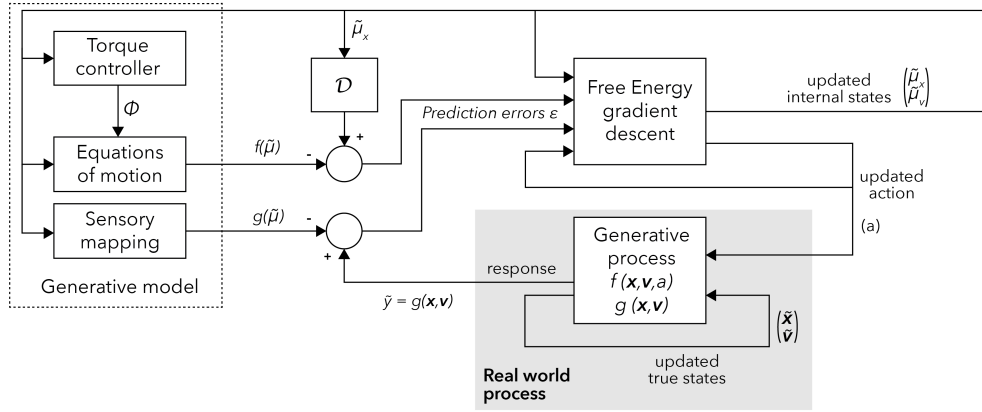 Torque
controller
Φ
Equations
of motion
Sensory
mapping
Generative model
f(μ̃)
g(μ̃)
μ̃ₓ
𝒟
+
-
-
+
Prediction errors ε
Free Energy
gradient
descent
updated
internal states
(μ̃ₓ
μ̃ᵥ)
updated
action
(a)
Generative
process
f (x,v,a)
g (x,v)
response
ỹ = g(x,v)
(x̃
ṽ)
updated
true states
Real world
process